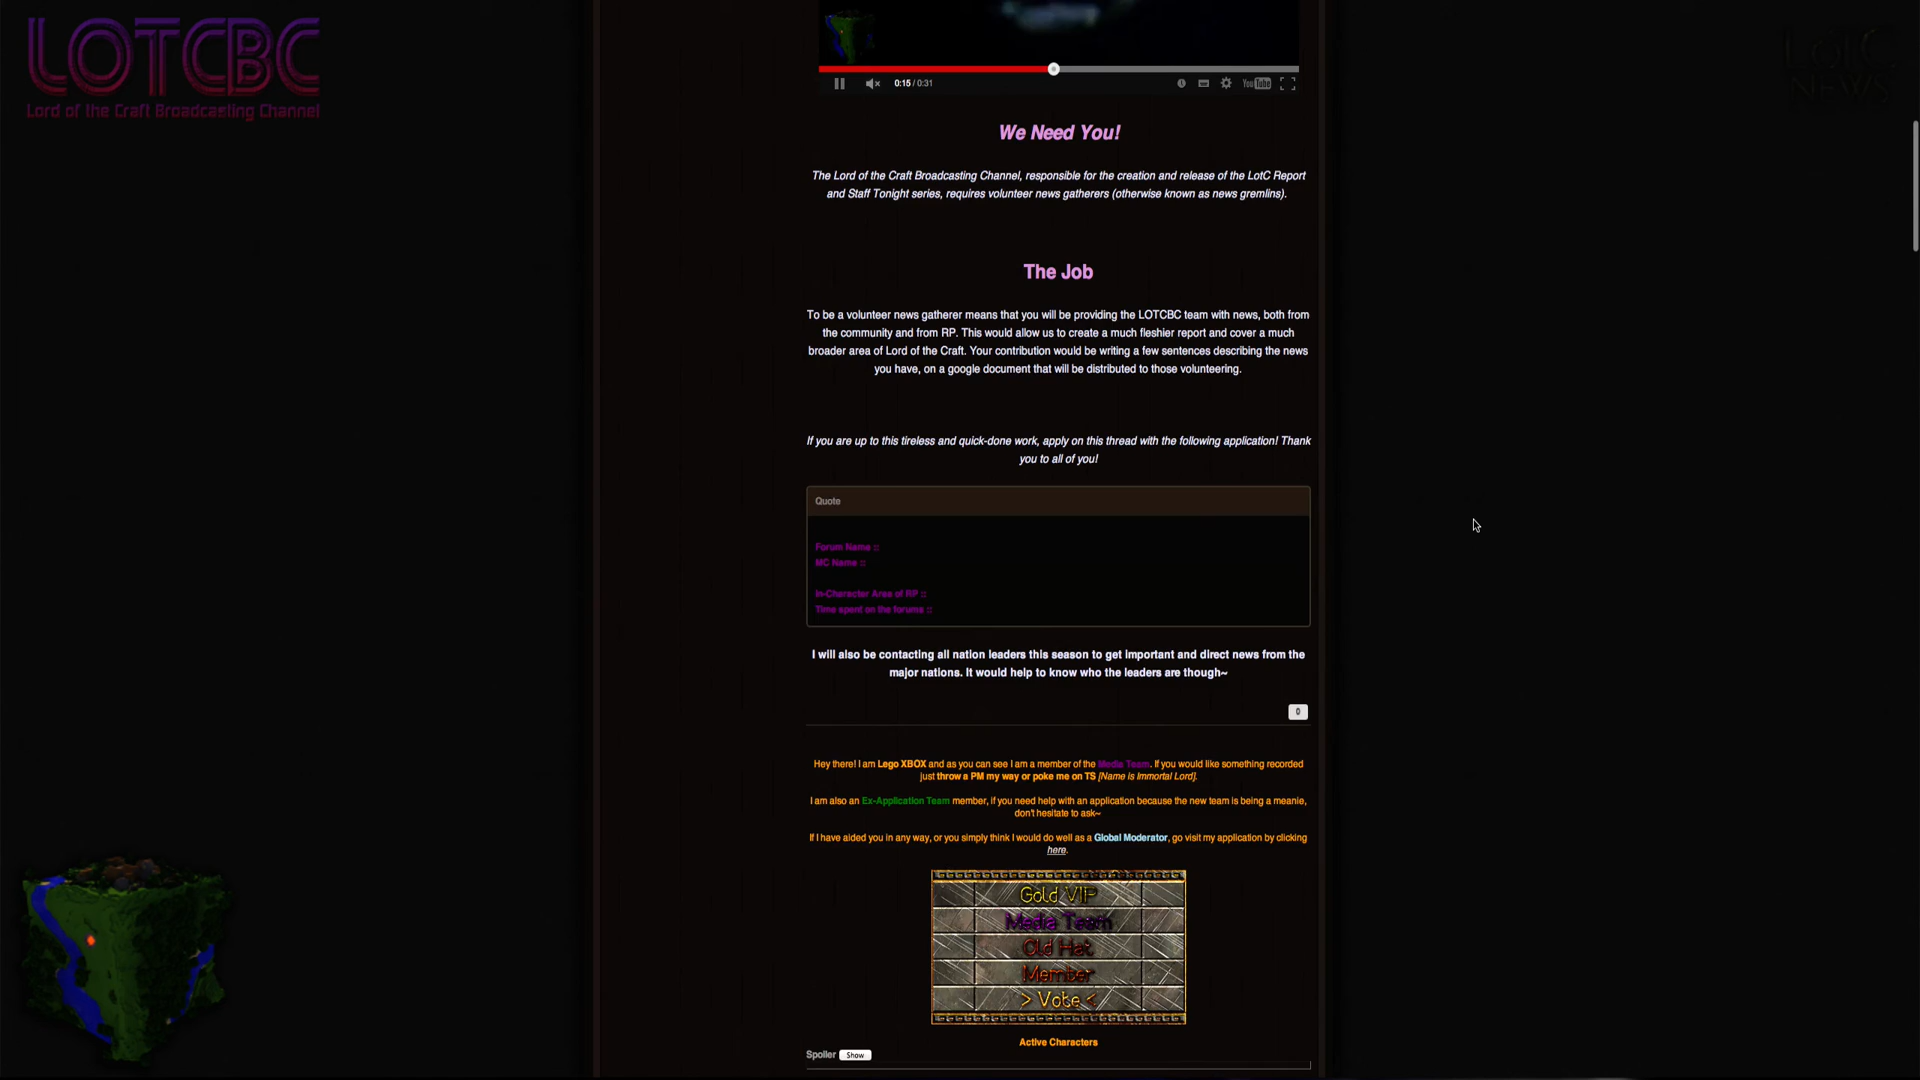 LOTCBC
Lord of the Craft Broadcasting Channel
LOTC
NEWS
0:15 / 0:31
YouTube
We Need You!
The Lord of the Craft Broadcasting Channel, responsible for the creation and release of the LotC Report
and Staff Tonight series, requires volunteer news gatherers (otherwise known as news gremlins).
The Job
To be a volunteer news gatherer means that you will be providing the LOTCBC team with news, both from
the community and from RP. This would allow us to create a much fleshier report and cover a much
broader area of Lord of the Craft. Your contribution would be writing a few sentences describing the news
you have, on a google document that will be distributed to those volunteering.
If you are up to this tireless and quick-done work, apply on this thread with the following application! Thank
you to all of you!
Quote
Forum Name ::
MC Name ::
In-Character Area of RP ::
Time spent on the forums ::
I will also be contacting all nation leaders this season to get important and direct news from the
major nations. It would help to know who the leaders are though~
0
Hey there! I am Lego XBOX and as you can see I am a member of the Media Team. If you would like something recorded
just throw a PM my way or poke me on TS [Name is Immortal Lord].
I am also an Ex-Application Team member, if you need help with an application because the new team is being a meanie,
don't hesitate to ask~
If I have aided you in any way, or you simply think I would do well as a Global Moderator, go visit my application by clicking
here.
Gold VIP
Media Team
Old Hat
Member
> Vote <
Active Characters
Spoiler Show